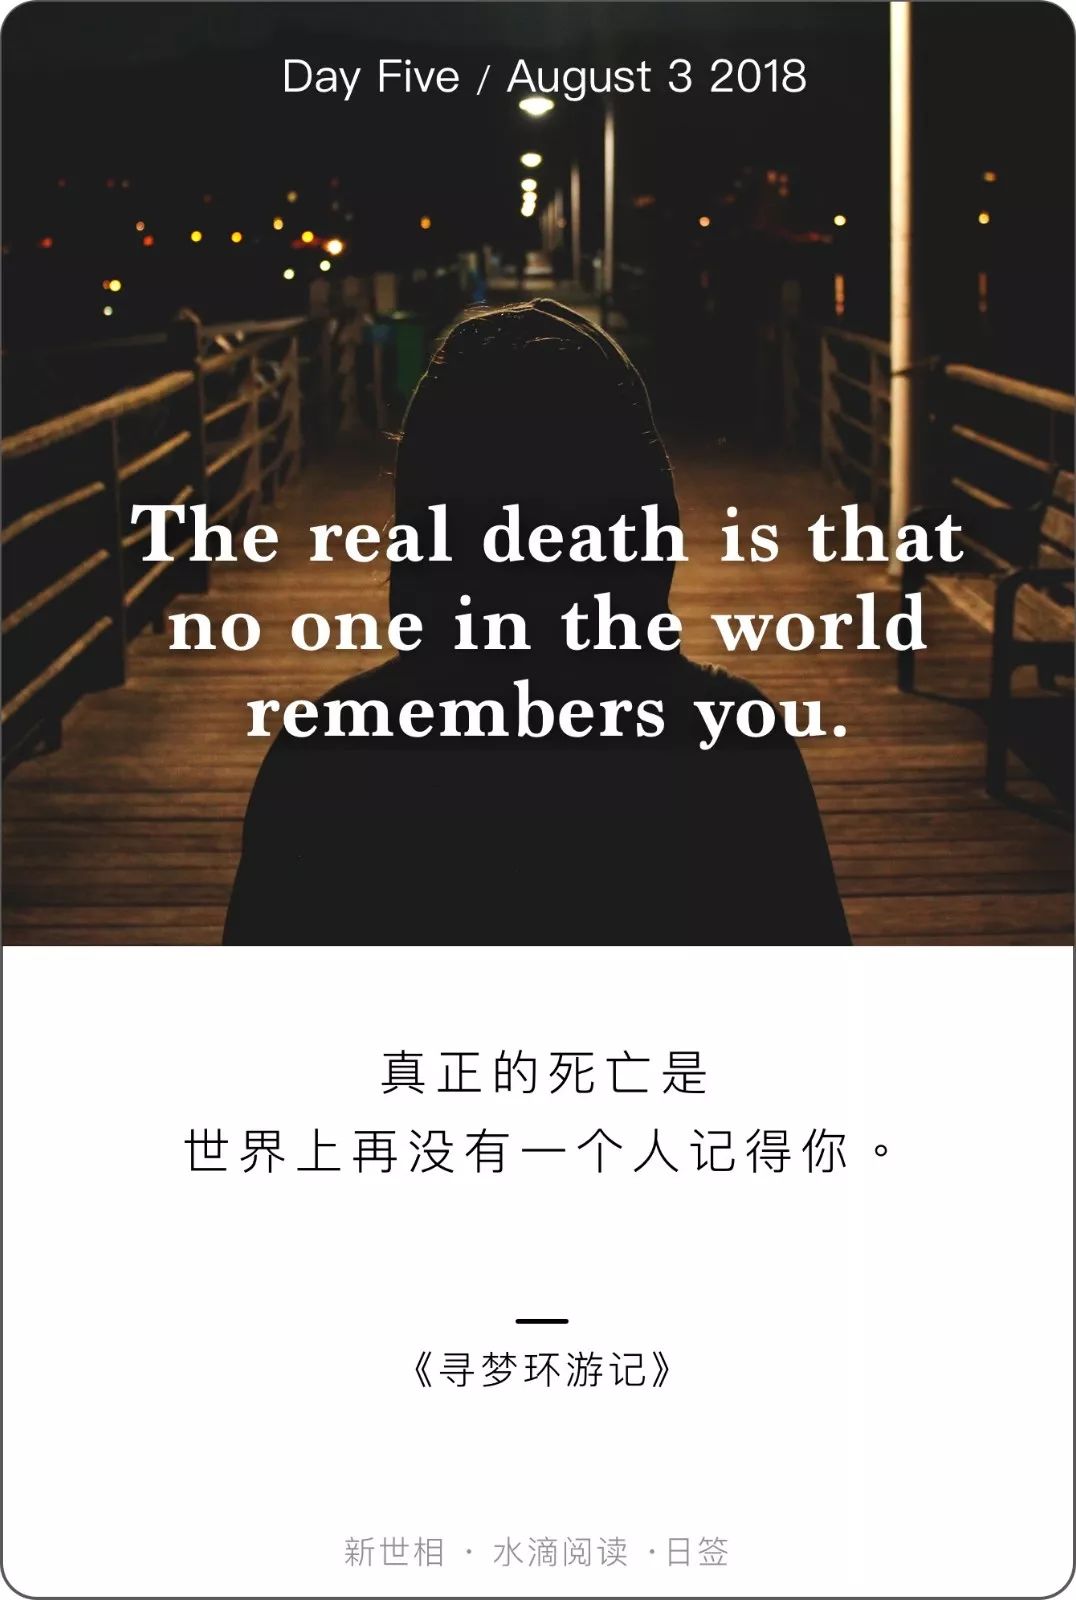 Day Five / August 3 2018
The real death is that
no one in the world
remembers you.
真正的死亡是
世界上再没有一个人记得你。
《寻梦环游记》
新世相 · 水滴阅读 ·日签